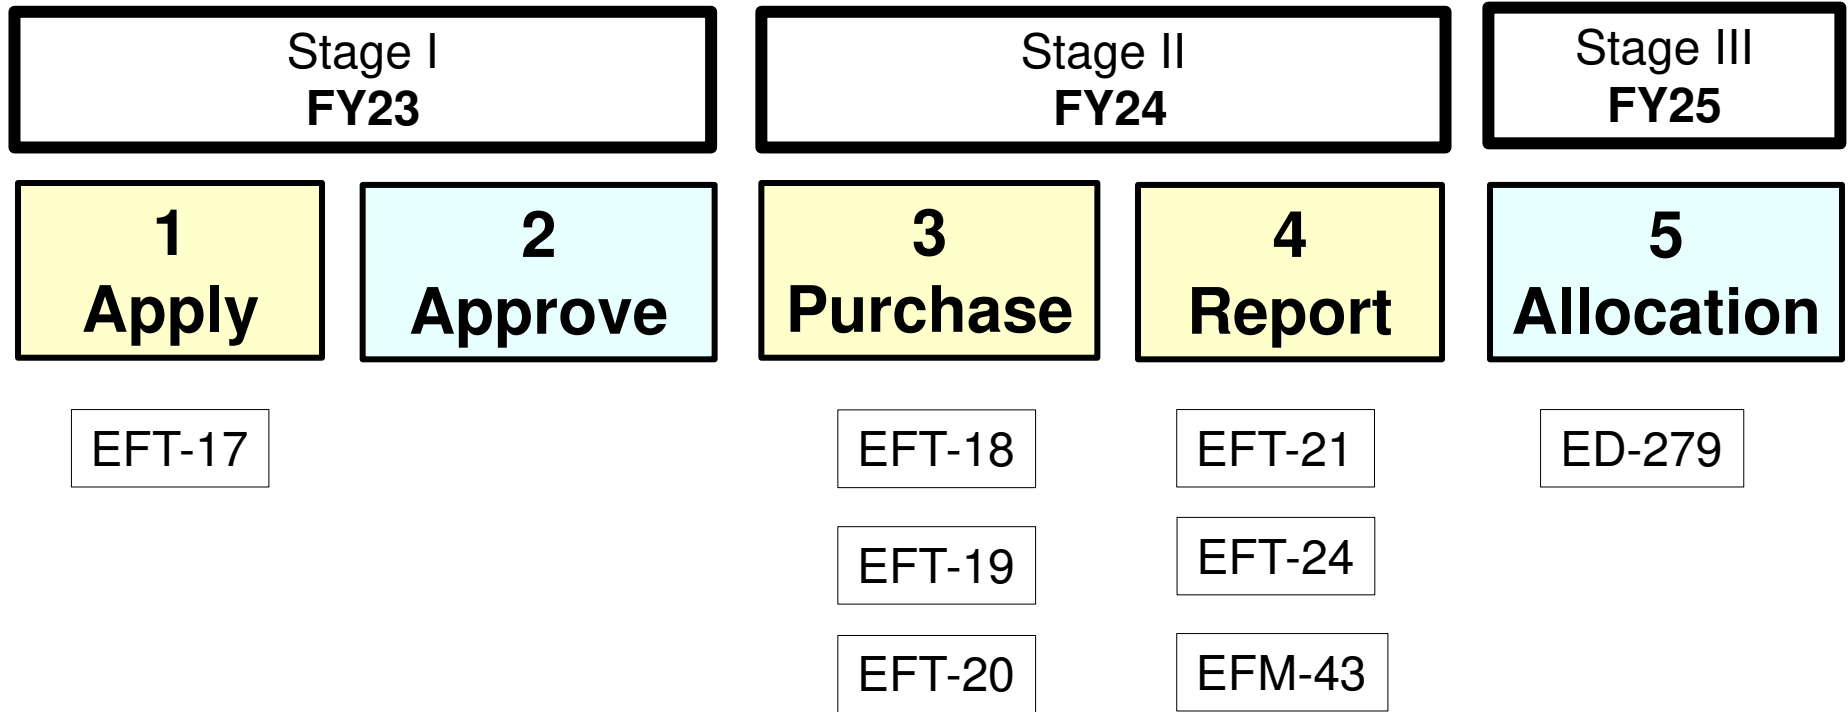 Stage I
FY23
Stage II
FY24
Stage III
FY25
1
Apply
2
Approve
3
Purchase
4
Report
5
Allocation
EFT-17
EFT-18
EFT-21
ED-279
EFT-19
EFT-24
EFT-20
EFM-43